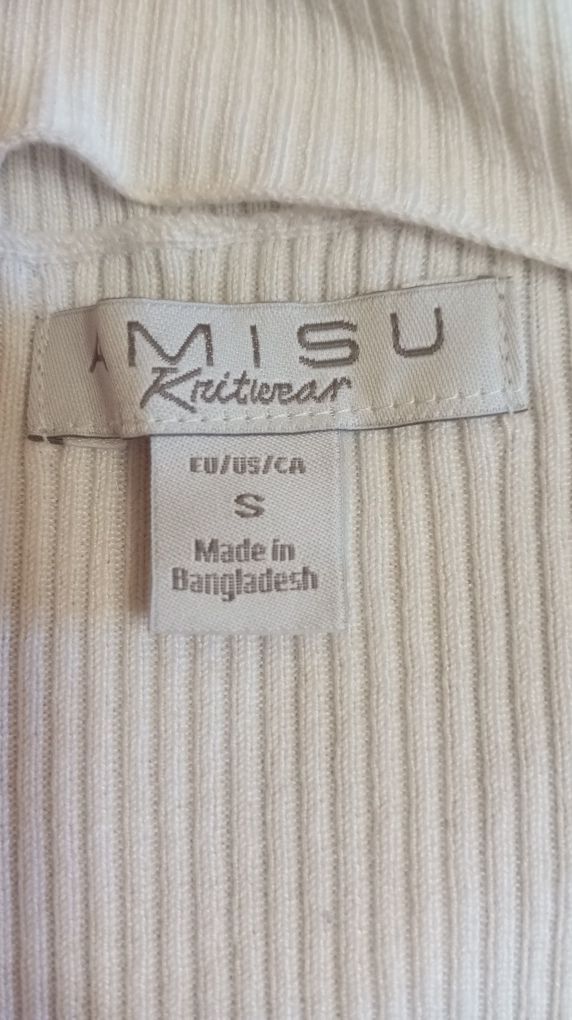 AMISU
Knitwear
EU/US/CA
S
Made in
Bangladesh